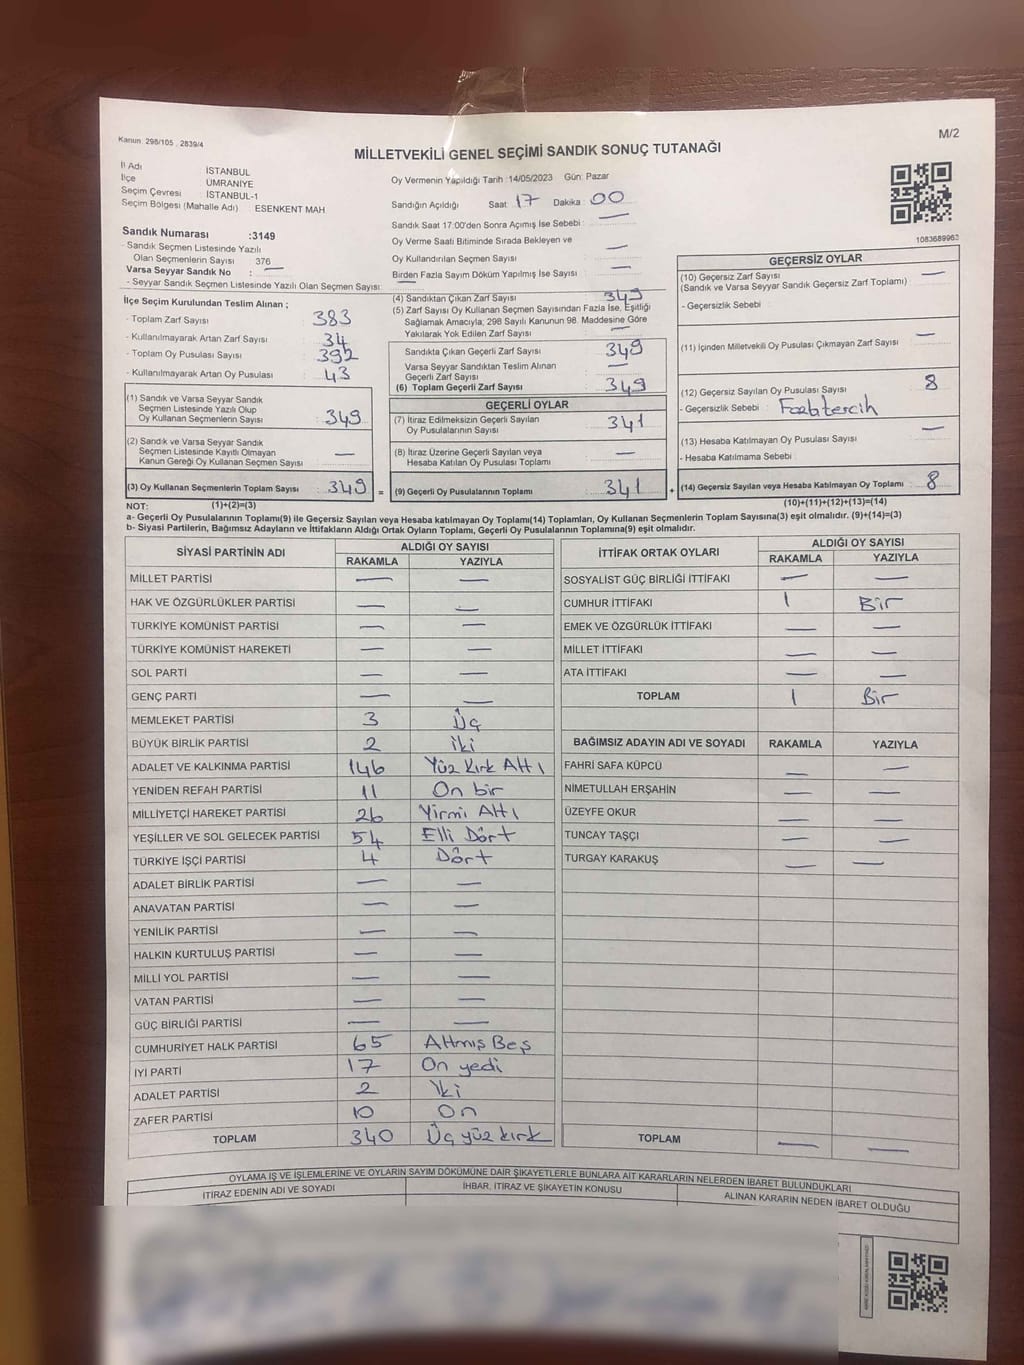 Kanun: 298/105, 2839/4
M/2
MİLLETVEKİLİ GENEL SEÇİMİ SANDIK SONUÇ TUTANAĞI
İl Adı İSTANBUL
İlçe ÜMRANİYE
Seçim Çevresi : İSTANBUL-1
Seçim Bölgesi (Mahalle Adı) : ESENKENT MAH
Oy Vermenin Yapıldığı Tarih :14/05/2023 Gün: Pazar
Sandığın Açıldığı Saat: 17 Dakika: 00
Sandık Saat 17:00'den Sonra Açılmış İse Sebebi : —
Oy Verme Saati Bitiminde Sırada Bekleyen ve
Oy Kullandırılan Seçmen Sayısı —
Birden Fazla Sayım Döküm Yapılmış İse Sayısı : —
1083689963
Sandık Numarası :3149
- Sandık Seçmen Listesinde Yazılı
Olan Seçmenlerin Sayısı 376
Varsa Seyyar Sandık No : —
- Seyyar Sandık Seçmen Listesinde Yazılı Olan Seçmen Sayısı: —
İlçe Seçim Kurulundan Teslim Alınan ;
- Toplam Zarf Sayısı : 383
- Kullanılmayarak Artan Zarf Sayısı : 34
- Toplam Oy Pusulası Sayısı : 392
- Kullanılmayarak Artan Oy Pusulası : 43
(1) Sandık ve Varsa Seyyar Sandık
Seçmen Listesinde Yazılı Olup
Oy Kullanan Seçmenlerin Sayısı : 349
(2) Sandık ve Varsa Seyyar Sandık
Seçmen Listesinde Kayıtlı Olmayan
Kanun Gereği Oy Kullanan Seçmen Sayısı : —
(3) Oy Kullanan Seçmenlerin Toplam Sayısı : 349 =
(4) Sandıktan Çıkan Zarf Sayısı : 349
(5) Zarf Sayısı Oy Kullanan Seçmen Sayısından Fazla İse, Eşitliği
Sağlamak Amacıyla, 298 Sayılı Kanunun 98. Maddesine Göre
Yakılarak Yok Edilen Zarf Sayısı : —
Sandıkta Çıkan Geçerli Zarf Sayısı 349
Varsa Seyyar Sandıktan Teslim Alınan
Geçerli Zarf Sayısı —
(6) Toplam Geçerli Zarf Sayısı : 349
GEÇERLİ OYLAR
(7) İtiraz Edilmeksizin Geçerli Sayılan
Oy Pusulalarının Sayısı : 341
(8) İtiraz Üzerine Geçerli Sayılan veya
Hesaba Katılan Oy Pusulası Toplamı : —
(9) Geçerli Oy Pusulalarının Toplamı : 341 +
GEÇERSİZ OYLAR
(10) Geçersiz Zarf Sayısı : —
(Sandık ve Varsa Seyyar Sandık Geçersiz Zarf Toplamı)
- Geçersizlik Sebebi :
(11) İçinden Milletvekili Oy Pusulası Çıkmayan Zarf Sayısı : —
(12) Geçersiz Sayılan Oy Pusulası Sayısı : 8
- Geçersizlik Sebebi : Fazla tercih
(13) Hesaba Katılmayan Oy Pusulası Sayısı : —
- Hesaba Katılmama Sebebi :
(14) Geçersiz Sayılan veya Hesaba Katılmayan Oy Toplamı : 8
NOT: (1)+(2)=(3) (10)+(11)+(12)+(13)=(14)
a- Geçerli Oy Pusulalarının Toplamı(9) ile Geçersiz Sayılan veya Hesaba katılmayan Oy Toplamı(14) Toplamları, Oy Kullanan Seçmenlerin Toplam Sayısına(3) eşit olmalıdır. (9)+(14)=(3)
b- Siyasi Partilerin, Bağımsız Adayların ve İttifakların Aldığı Ortak Oyların Toplamı, Geçerli Oy Pusulalarının Toplamına(9) eşit olmalıdır.
SİYASİ PARTİNİN ADI ALDIĞI OY SAYISI
RAKAMLA YAZIYLA
MİLLET PARTİSİ — —
HAK VE ÖZGÜRLÜKLER PARTİSİ — —
TÜRKİYE KOMÜNİST PARTİSİ — —
TÜRKİYE KOMÜNİST HAREKETİ — —
SOL PARTİ — —
GENÇ PARTİ — —
MEMLEKET PARTİSİ 3 Üç
BÜYÜK BİRLİK PARTİSİ 2 iki
ADALET VE KALKINMA PARTİSİ 146 Yüz Kırk Altı
YENİDEN REFAH PARTİSİ 11 On bir
MİLLİYETÇİ HAREKET PARTİSİ 26 Yirmi Altı
YEŞİLLER VE SOL GELECEK PARTİSİ 54 Elli Dört
TÜRKİYE İŞÇİ PARTİSİ 4 Dört
ADALET BİRLİK PARTİSİ — —
ANAVATAN PARTİSİ — —
YENİLİK PARTİSİ — —
HALKIN KURTULUŞ PARTİSİ — —
MİLLİ YOL PARTİSİ — —
VATAN PARTİSİ — —
GÜÇ BİRLİĞİ PARTİSİ — —
CUMHURİYET HALK PARTİSİ 65 Altmış Beş
İYİ PARTİ 17 On yedi
ADALET PARTİSİ 2 İki
ZAFER PARTİSİ 10 On
TOPLAM 340 Üç yüz kırk
İTTİFAK ORTAK OYLARI ALDIĞI OY SAYISI
RAKAMLA YAZIYLA
SOSYALİST GÜÇ BİRLİĞİ İTTİFAKI — —
CUMHUR İTTİFAKI 1 Bir
EMEK VE ÖZGÜRLÜK İTTİFAKI — —
MİLLET İTTİFAKI — —
ATA İTTİFAKI — —
TOPLAM 1 Bir
BAĞIMSIZ ADAYIN ADI VE SOYADI RAKAMLA YAZIYLA
FAHRİ SAFA KÜPCÜ — —
NİMETULLAH ERŞAHİN — —
ÜZEYFE OKUR — —
TUNCAY TAŞÇI — —
TURGAY KARAKUŞ — —
TOPLAM — —
OYLAMA İŞ VE İŞLEMLERİNE VE OYLARIN SAYIM DÖKÜMÜNE DAİR ŞİKAYETLERLE BUNLARA AİT KARARLARIN NELERDEN İBARET BULUNDUKLARI
İTİRAZ EDENİN ADI VE SOYADI İHBAR, İTİRAZ VE ŞİKAYETİN KONUSU ALINAN KARARIN NEDEN İBARET OLDUĞU